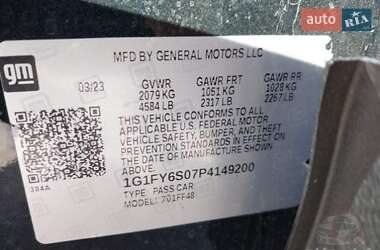 AUTO RIA
MFD BY GENERAL MOTORS LLC
gm
03/23 GVWR GAWR FRT GAWR RR
2079 KG 1051 KG 1028 KG
4584 LB 2317 LB 2267 LB
THIS VEHICLE CONFORMS TO ALL
APPLICABLE U.S. FEDERAL MOTOR
VEHICLE SAFETY, BUMPER, AND
THEFT PREVENTION STANDARDS
IN EFFECT ON THE DATE OF
MANUFACTURE SHOWN ABOVE.
1G1FY6S07P4149200
TYPE: PASS CAR
MODEL: 701FF48